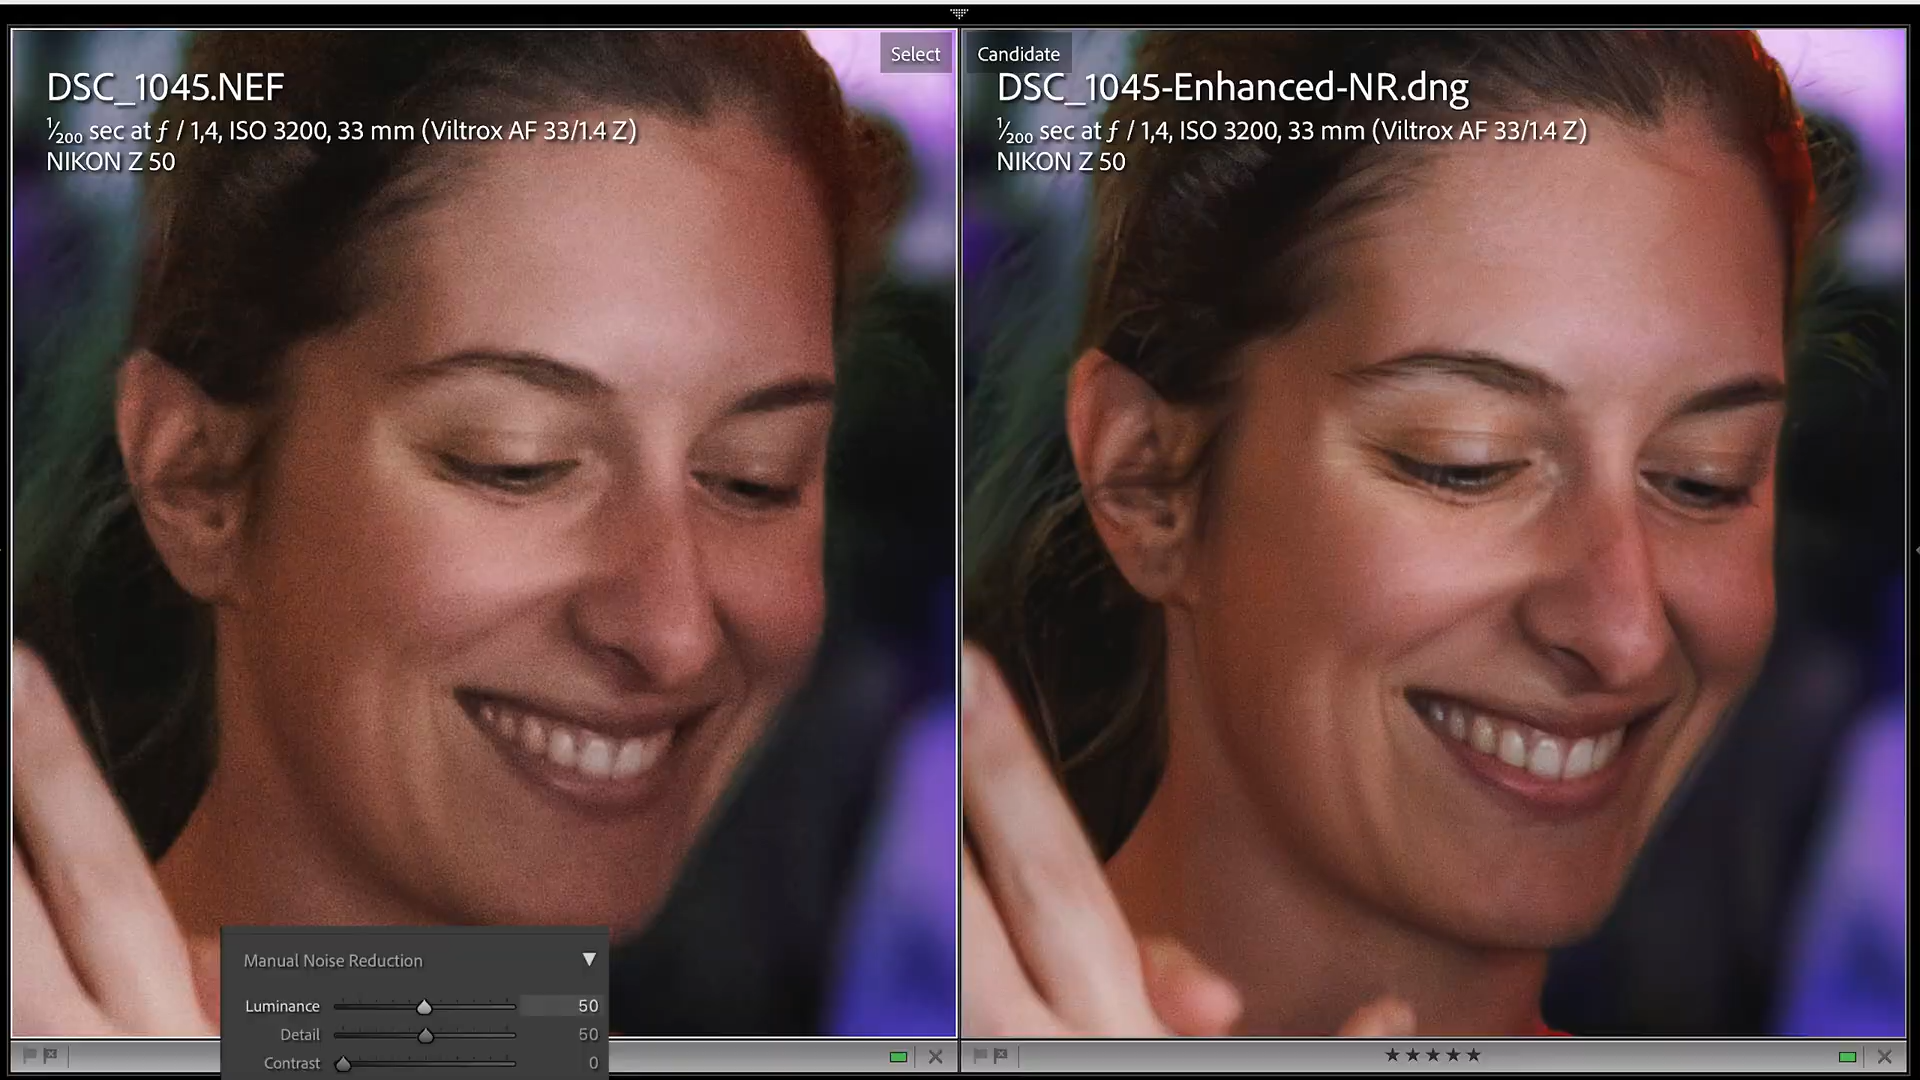 Select
DSC_1045.NEF
1/200 sec at ƒ / 1,4, ISO 3200, 33 mm (Viltrox AF 33/1.4 Z)
NIKON Z 50
Candidate
DSC_1045-Enhanced-NR.dng
1/200 sec at ƒ / 1,4, ISO 3200, 33 mm (Viltrox AF 33/1.4 Z)
NIKON Z 50
Manual Noise Reduction
Luminance 50
Detail 50
Contrast 0